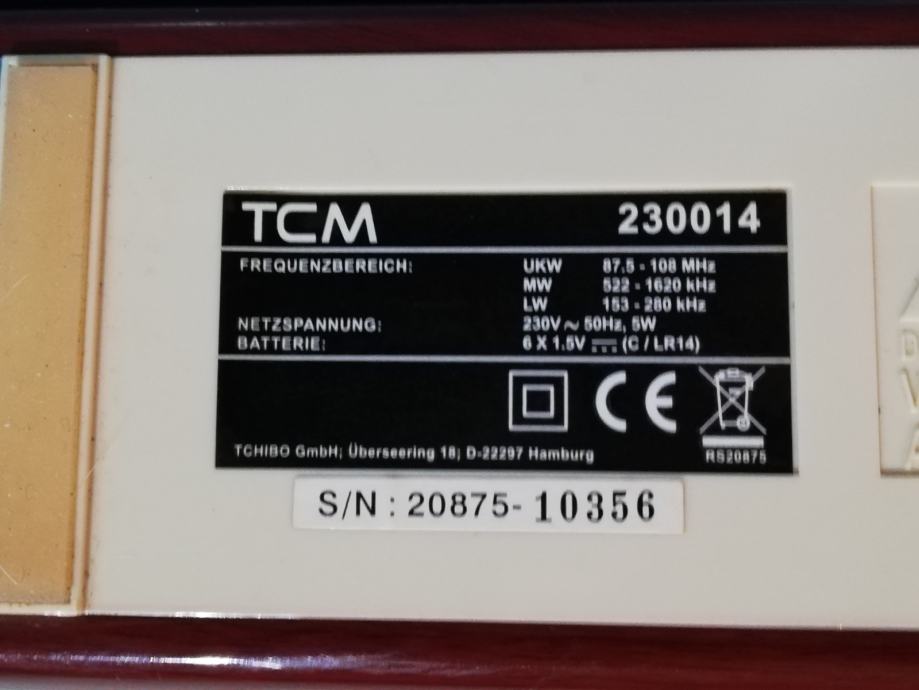 TCM 230014
FREQUENZBEREICH: UKW 87.5 - 108 MHz
MW 522 - 1620 kHz
LW 153 - 280 kHz
NETZSPANNUNG: 230V ~ 50Hz, 5W
BATTERIE: 6 X 1.5V ⎓ (C / LR14)
CE
TCHIBO GmbH; Überseering 18; D-22297 Hamburg RS20875
S/N : 20875- 10356